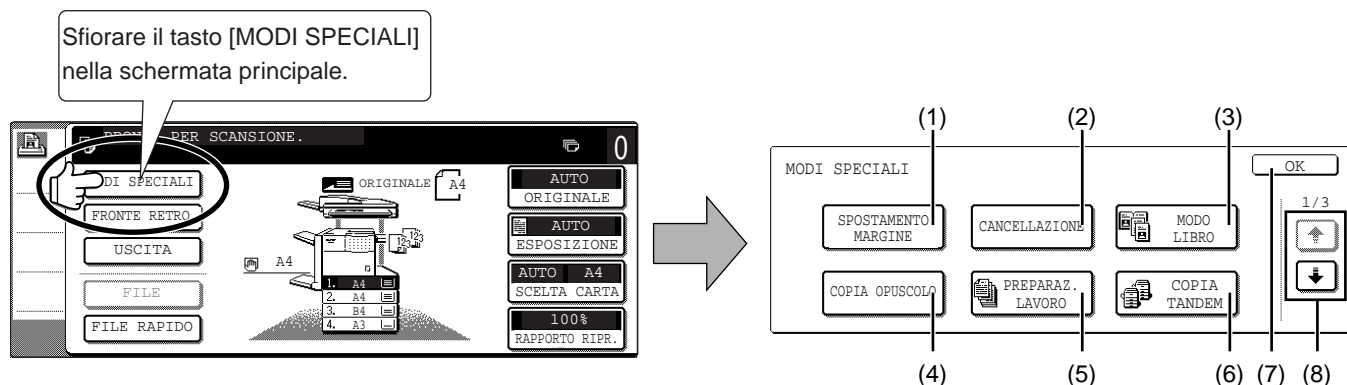 Sfiorare il tasto [MODI SPECIALI]
nella schermata principale.
PER SCANSIONE.
0
DI SPECIALI
FRONTE RETRO
USCITA
FILE
FILE RAPIDO
ORIGINALE
A4
A4
123
123
1. A4
2. A4
3. B4
4. A3
AUTO
ORIGINALE
AUTO
ESPOSIZIONE
AUTO A4
SCELTA CARTA
100%
RAPPORTO RIPR.
(1)
(2)
(3)
MODI SPECIALI
OK
1/3
SPOSTAMENTO
MARGINE
CANCELLAZIONE
MODO
LIBRO
COPIA OPUSCOLO
PREPARAZ.
LAVORO
COPIA
TANDEM
(4)
(5)
(6)
(7)
(8)